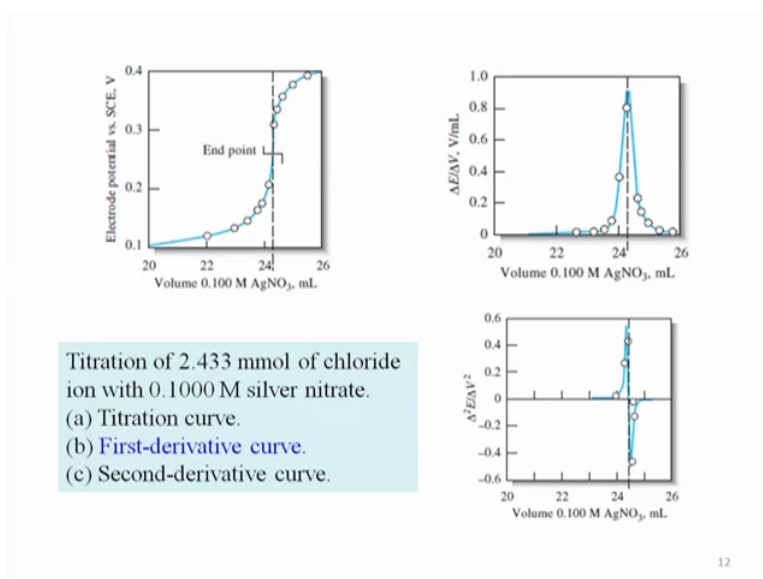 0.4
0.3
0.2
0.1
Electrode potential vs. SCE, V
End point
20 22 24 26
Volume 0.100 M AgNO3, mL
1.0
0.8
0.6
0.4
0.2
0
ΔE/ΔV, V/mL
20 22 24 26
Volume 0.100 M AgNO3, mL
0.6
0.4
0.2
0
-0.2
-0.4
-0.6
Δ²E/ΔV²
20 22 24 26
Volume 0.100 M AgNO3, mL
Titration of 2.433 mmol of chloride
ion with 0.1000 M silver nitrate.
(a) Titration curve.
(b) First-derivative curve.
(c) Second-derivative curve.
12